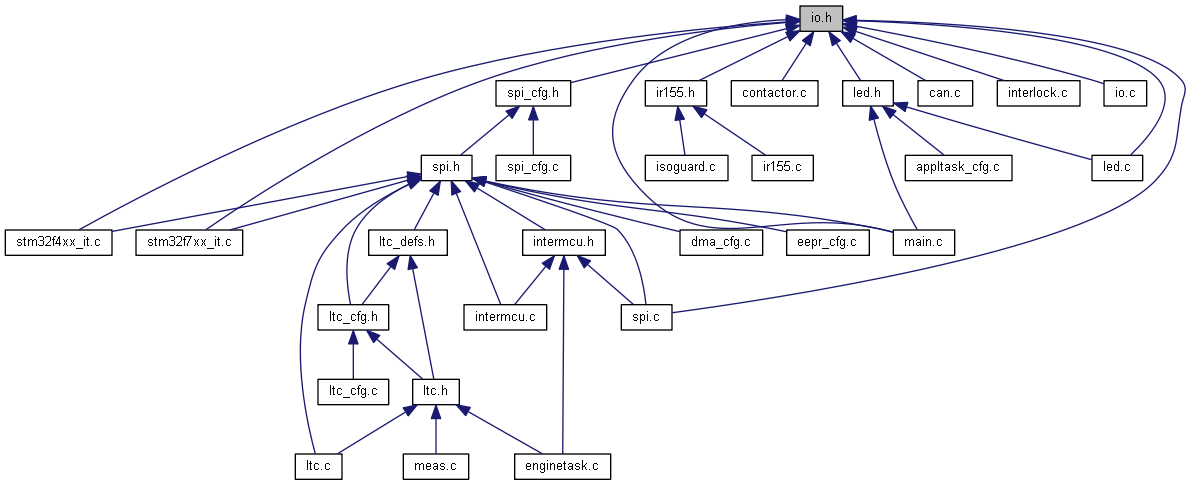 io.h
spi_cfg.h
ir155.h
contactor.c
led.h
can.c
interlock.c
io.c
spi.h
spi_cfg.c
isoguard.c
ir155.c
appltask_cfg.c
led.c
stm32f4xx_it.c
stm32f7xx_it.c
ltc_defs.h
intermcu.h
dma_cfg.c
eepr_cfg.c
main.c
ltc_cfg.h
intermcu.c
spi.c
ltc_cfg.c
ltc.h
ltc.c
meas.c
enginetask.c